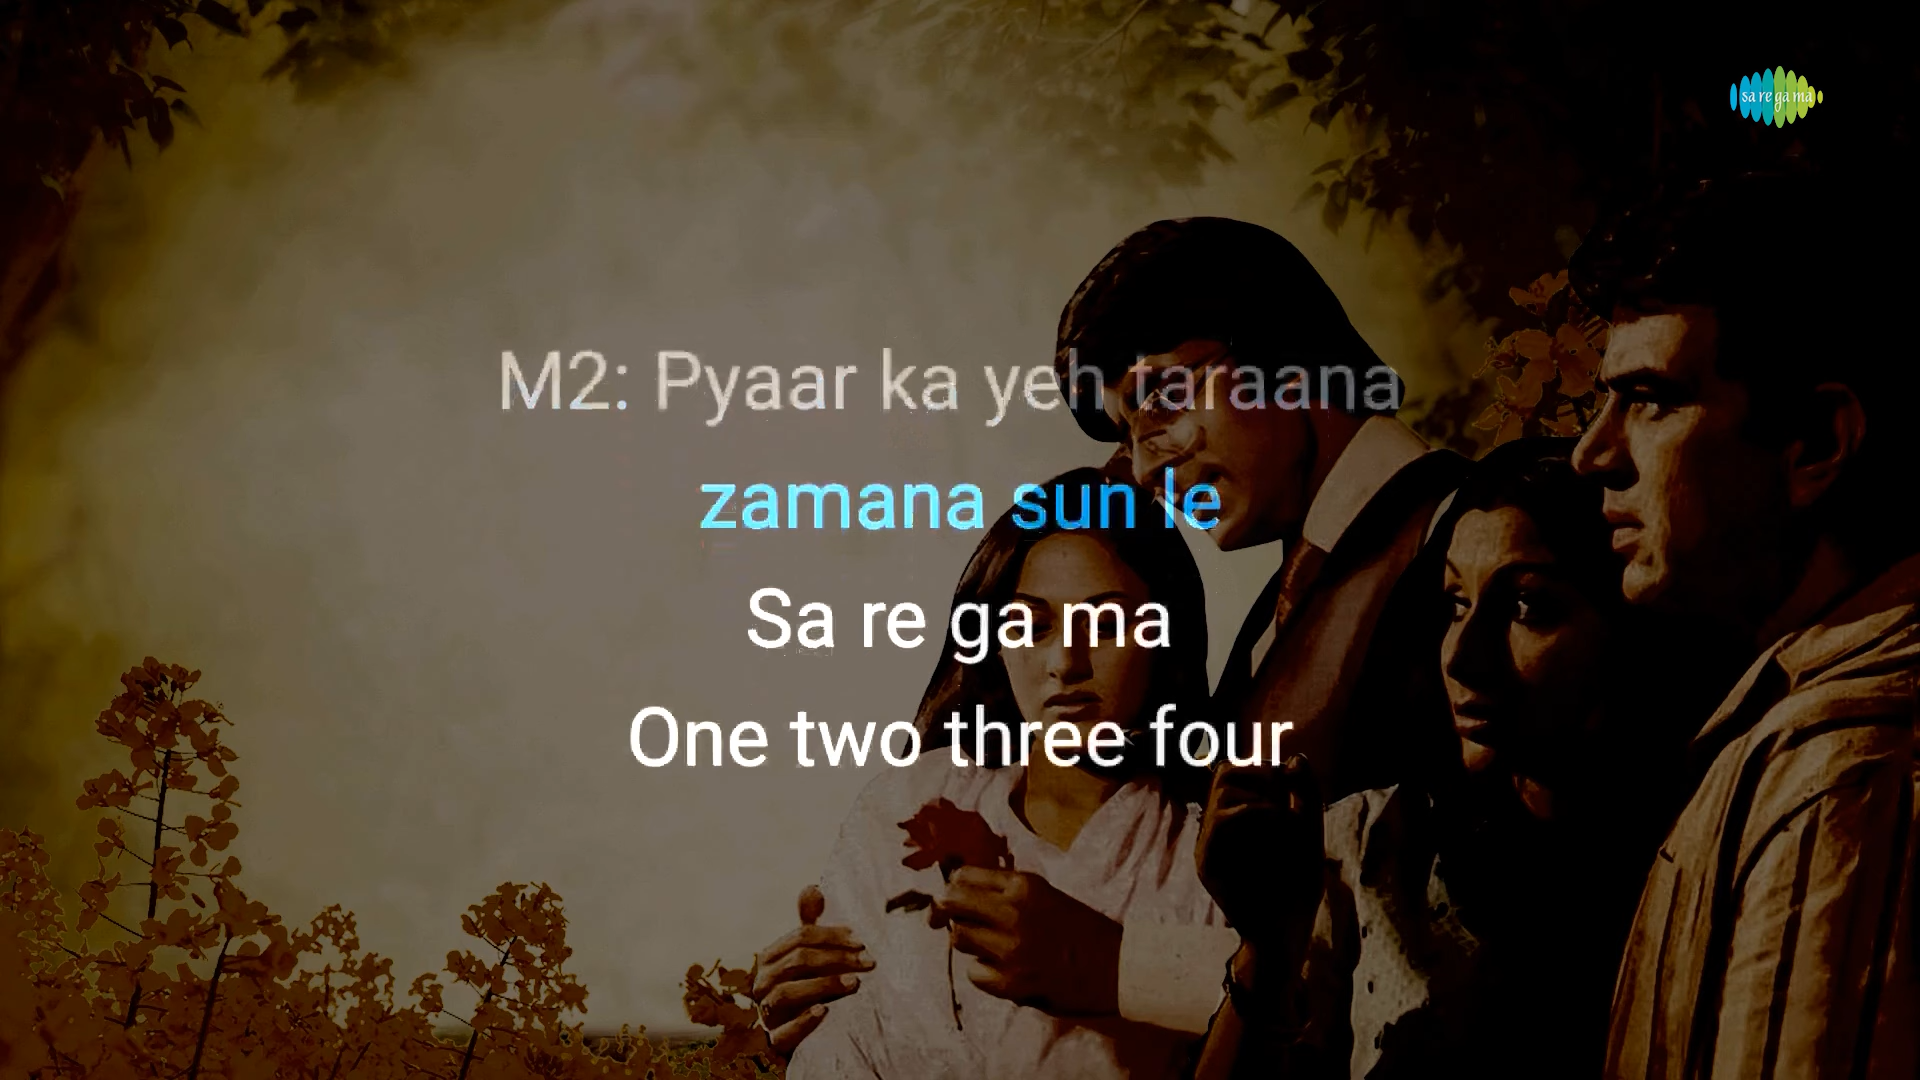 sa re ga ma
M2: Pyaar ka yeh taraana
zamana sun le
Sa re ga ma
One two three four